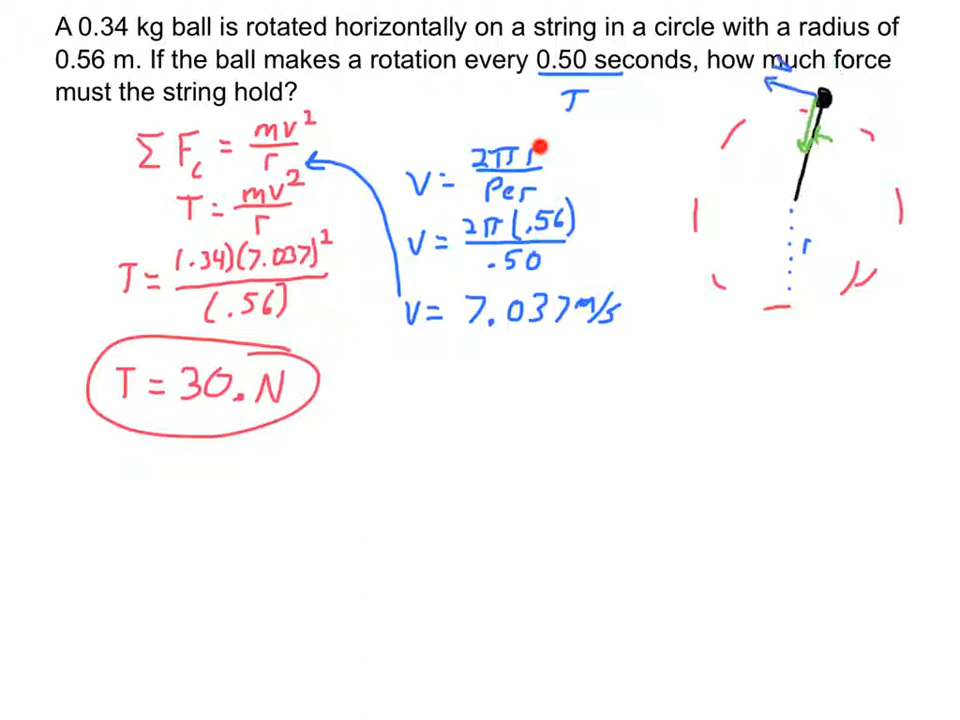 A 0.34 kg ball is rotated horizontally on a string in a circle with a radius of
0.56 m. If the ball makes a rotation every 0.50 seconds, how much force
must the string hold?
T
ΣF_c = mv²/r
T = mv²/r
T = (.34)(7.037)²/(.56)
T = 30. N
V = 2πr/Per
V = 2π(.56)/.50
V = 7.037 m/s
r